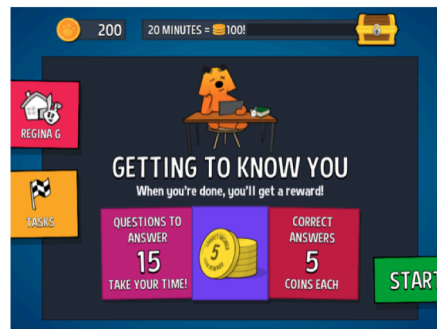 200
20 MINUTES = 100!
REGINA G
TASKS
GETTING TO KNOW YOU
When you're done, you'll get a reward!
QUESTIONS TO
ANSWER
15
TAKE YOUR TIME!
5
CORRECT
ANSWERS
5
COINS EACH
START